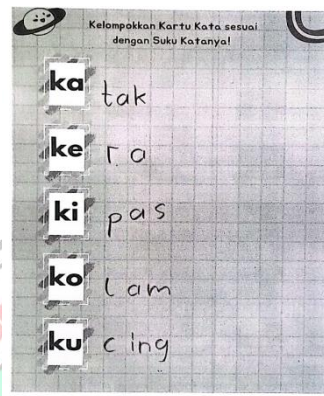 Kelompokkan Kartu Kata sesuai
dengan Suku Katanya!
ka tak
ke ra
ki pas
ko lam
ku cing